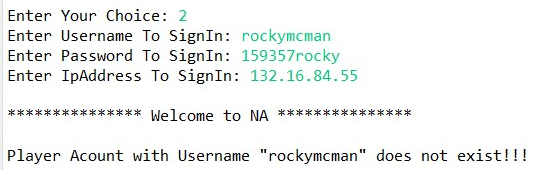 Enter Your Choice: 2
Enter Username To SignIn: rockymcman
Enter Password To SignIn: 159357rocky
Enter IpAddress To SignIn: 132.16.84.55
*************** Welcome to NA ***************
Player Acount with Username "rockymcman" does not exist!!!